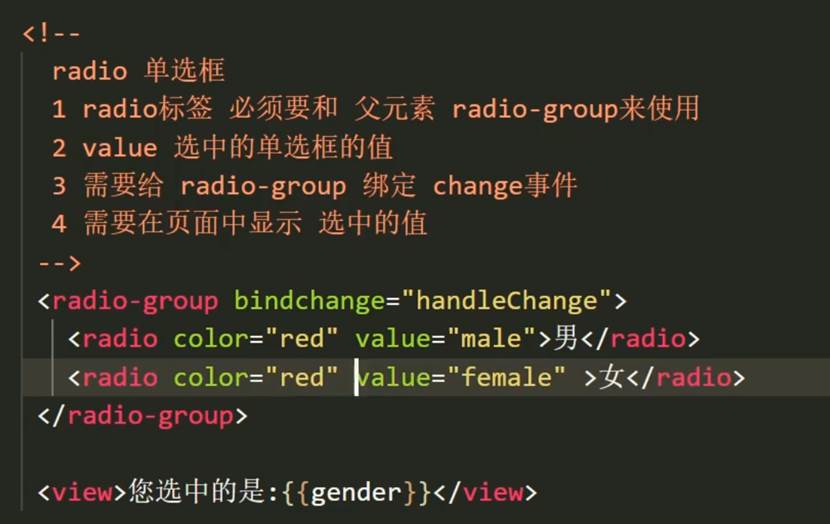 <!--
radio 单选框
1 radio标签 必须要和 父元素 radio-group来使用
2 value 选中的单选框的值
3 需要给 radio-group 绑定 change事件
4 需要在页面中显示 选中的值
-->
<radio-group bindchange="handleChange">
<radio color="red" value="male">男</radio>
<radio color="red" value="female" >女</radio>
</radio-group>
<view>您选中的是:{{gender}}</view>